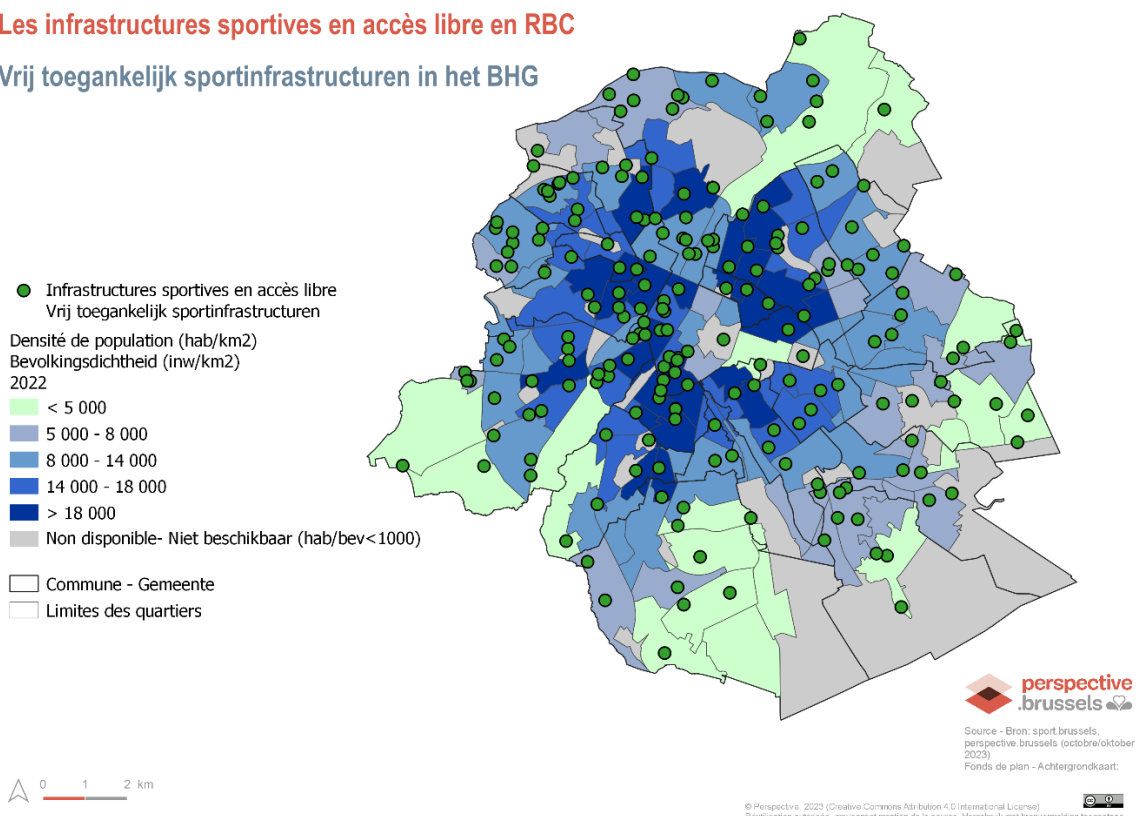 Les infrastructures sportives en accès libre en RBC
Vrij toegankelijk sportinfrastructuren in het BHG
Infrastructures sportives en accès libre
Vrij toegankelijk sportinfrastructuren
Densité de population (hab/km2)
Bevolkingsdichtheid (inw/km2)
2022
< 5 000
5 000 - 8 000
8 000 - 14 000
14 000 - 18 000
> 18 000
Non disponible- Niet beschikbaar (hab/bev<1000)
Commune - Gemeente
Limites des quartiers
perspective
.brussels
Source - Bron: sport.brussels,
perspective.brussels (octobre/oktober
2023)
Fonds de plan - Achtergrondkaart:
0 1 2 km
© Perspective, 2023 (Creative Commons Attribution 4.0 International License)